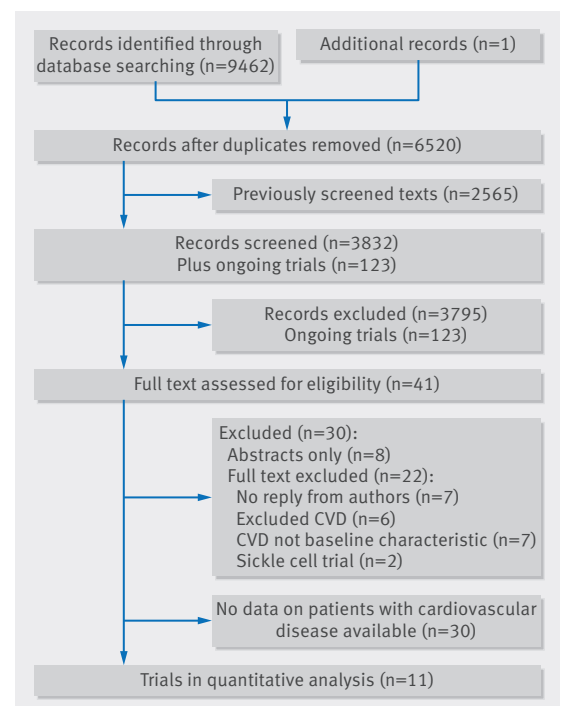 Records identified through
database searching (n=9462)
Additional records (n=1)
Records after duplicates removed (n=6520)
Previously screened texts (n=2565)
Records screened (n=3832)
Plus ongoing trials (n=123)
Records excluded (n=3795)
Ongoing trials (n=123)
Full text assessed for eligibility (n=41)
Excluded (n=30):
Abstracts only (n=8)
Full text excluded (n=22):
No reply from authors (n=7)
Excluded CVD (n=6)
CVD not baseline characteristic (n=7)
Sickle cell trial (n=2)
No data on patients with cardiovascular
disease available (n=30)
Trials in quantitative analysis (n=11)